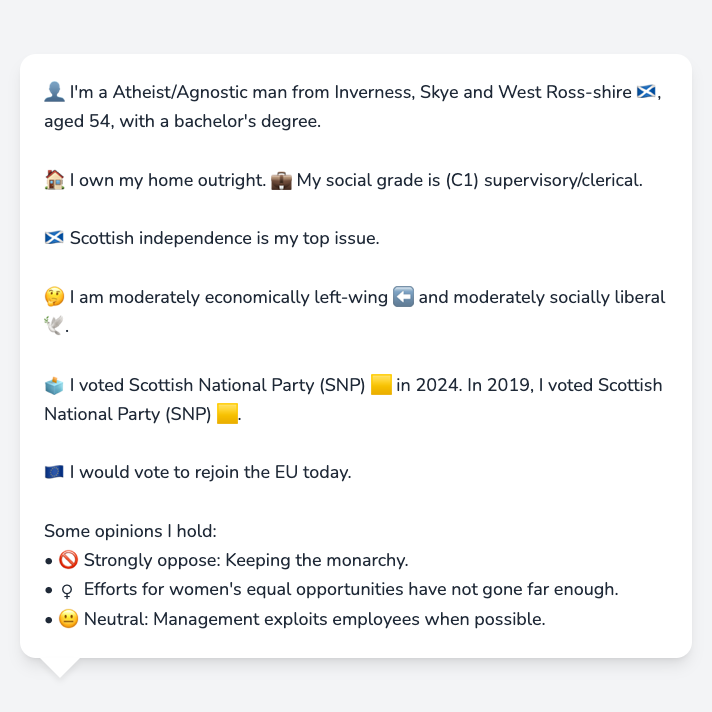 👤 I'm a Atheist/Agnostic man from Inverness, Skye and West Ross-shire 🏴󠁧󠁢󠁳󠁣󠁴󠁿,
aged 54, with a bachelor's degree.
🏠 I own my home outright. 💼 My social grade is (C1) supervisory/clerical.
🏴󠁧󠁢󠁳󠁣󠁴󠁿 Scottish independence is my top issue.
🤔 I am moderately economically left-wing ⬅️ and moderately socially liberal
🕊️.
🗳️ I voted Scottish National Party (SNP) 🟨 in 2024. In 2019, I voted Scottish
National Party (SNP) 🟨.
🇪🇺 I would vote to rejoin the EU today.
Some opinions I hold:
• 🚫 Strongly oppose: Keeping the monarchy.
• ♀ Efforts for women's equal opportunities have not gone far enough.
• 😐 Neutral: Management exploits employees when possible.